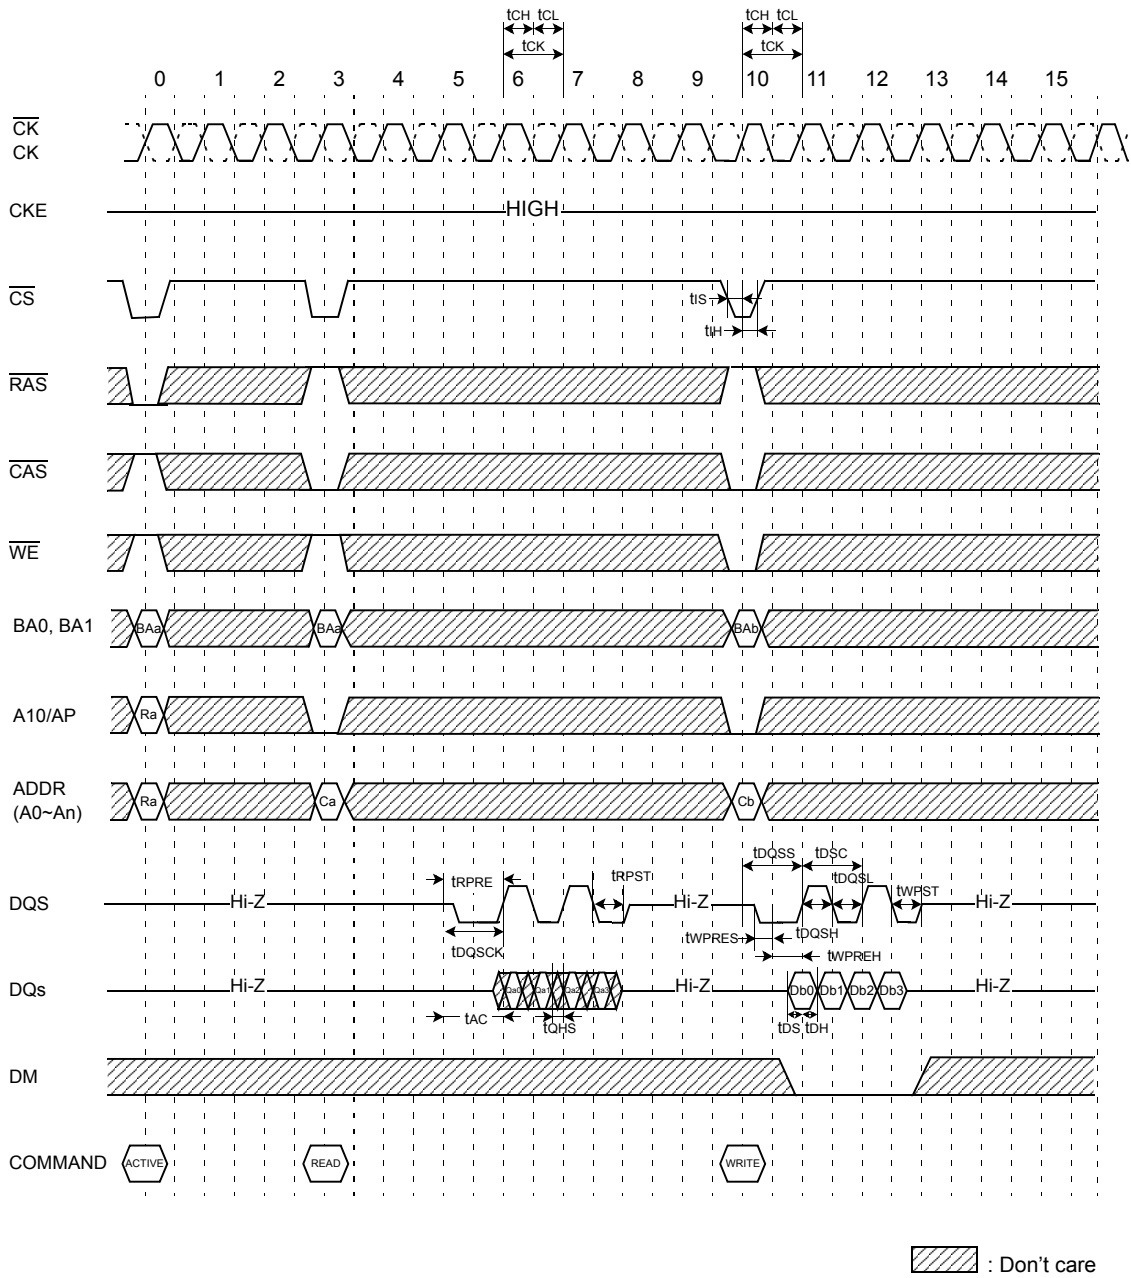 tCH tCL tCH tCL
tCK tCK
0 1 2 3 4 5 6 7 8 9 10 11 12 13 14 15
CK
CK
CKE HIGH
CS
tIS
tIH
RAS
CAS
WE
BA0, BA1 BAa BAa BAb
A10/AP Ra
ADDR
(A0~An) Ra Ca Cb
tDQSS tDSC
tRPRE tRPST tDQSL tWPST
DQS Hi-Z Hi-Z Hi-Z
tDQSCK tWPRES tDQSH
tWPREH
DQs Hi-Z Qa0 Qa1 Qa2 Qa3 Hi-Z Db0 Db1 Db2 Db3 Hi-Z
tAC tQHS tDS tDH
DM
COMMAND ACTIVE READ WRITE
: Don't care